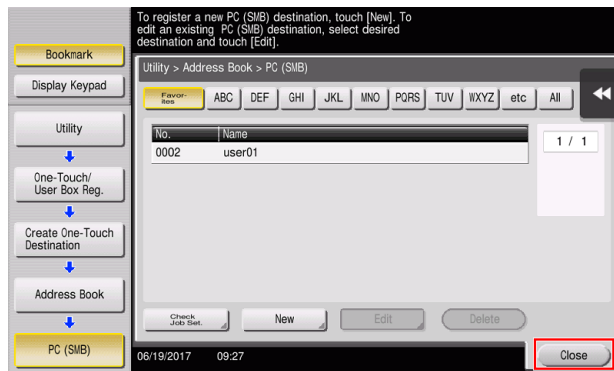 To register a new PC (SMB) destination, touch [New]. To
edit an existing PC (SMB) destination, select desired
destination and touch [Edit].
Bookmark
Display Keypad
Utility
One-Touch/
User Box Reg.
Create One-Touch
Destination
Address Book
PC (SMB)
Utility > Address Book > PC (SMB)
Favor-
ites
ABC
DEF
GHI
JKL
MNO
PQRS
TUV
WXYZ
etc
All
No.
Name
1 / 1
0002
user01
Check
Job Set.
New
Edit
Delete
06/19/2017
09:27
Close